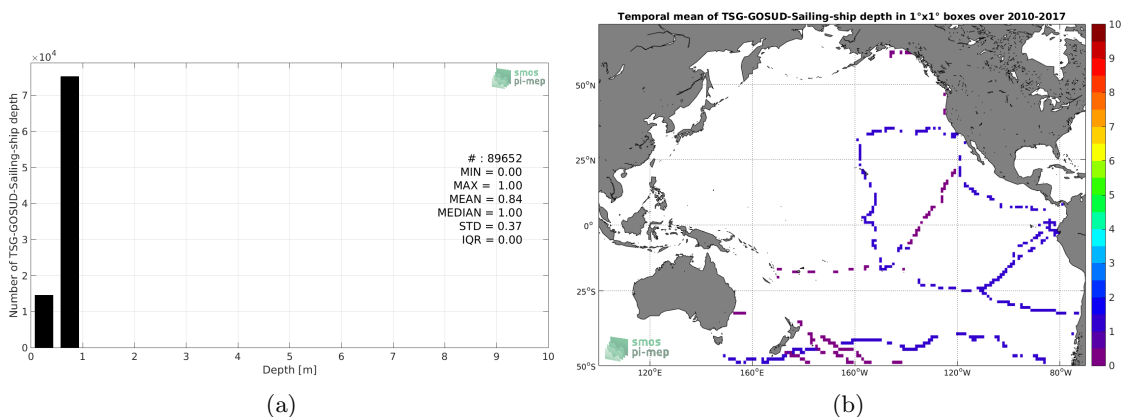 ×10⁴
7
6
5
4
3
2
1
0
Number of TSG-GOSUD-Sailing-ship depth
smos
pi-mep
# : 89652
MIN = 0.00
MAX = 1.00
MEAN = 0.84
MEDIAN = 1.00
STD = 0.37
IQR = 0.00
0 1 2 3 4 5 6 7 8 9 10
Depth [m]
(a)
Temporal mean of TSG-GOSUD-Sailing-ship depth in 1°x1° boxes over 2010-2017
50°N
25°N
0°
25°S
50°S
smos
pi-mep
120°E 160°E 160°W 120°W 80°W
10
9
8
7
6
5
4
3
2
1
0
(b)